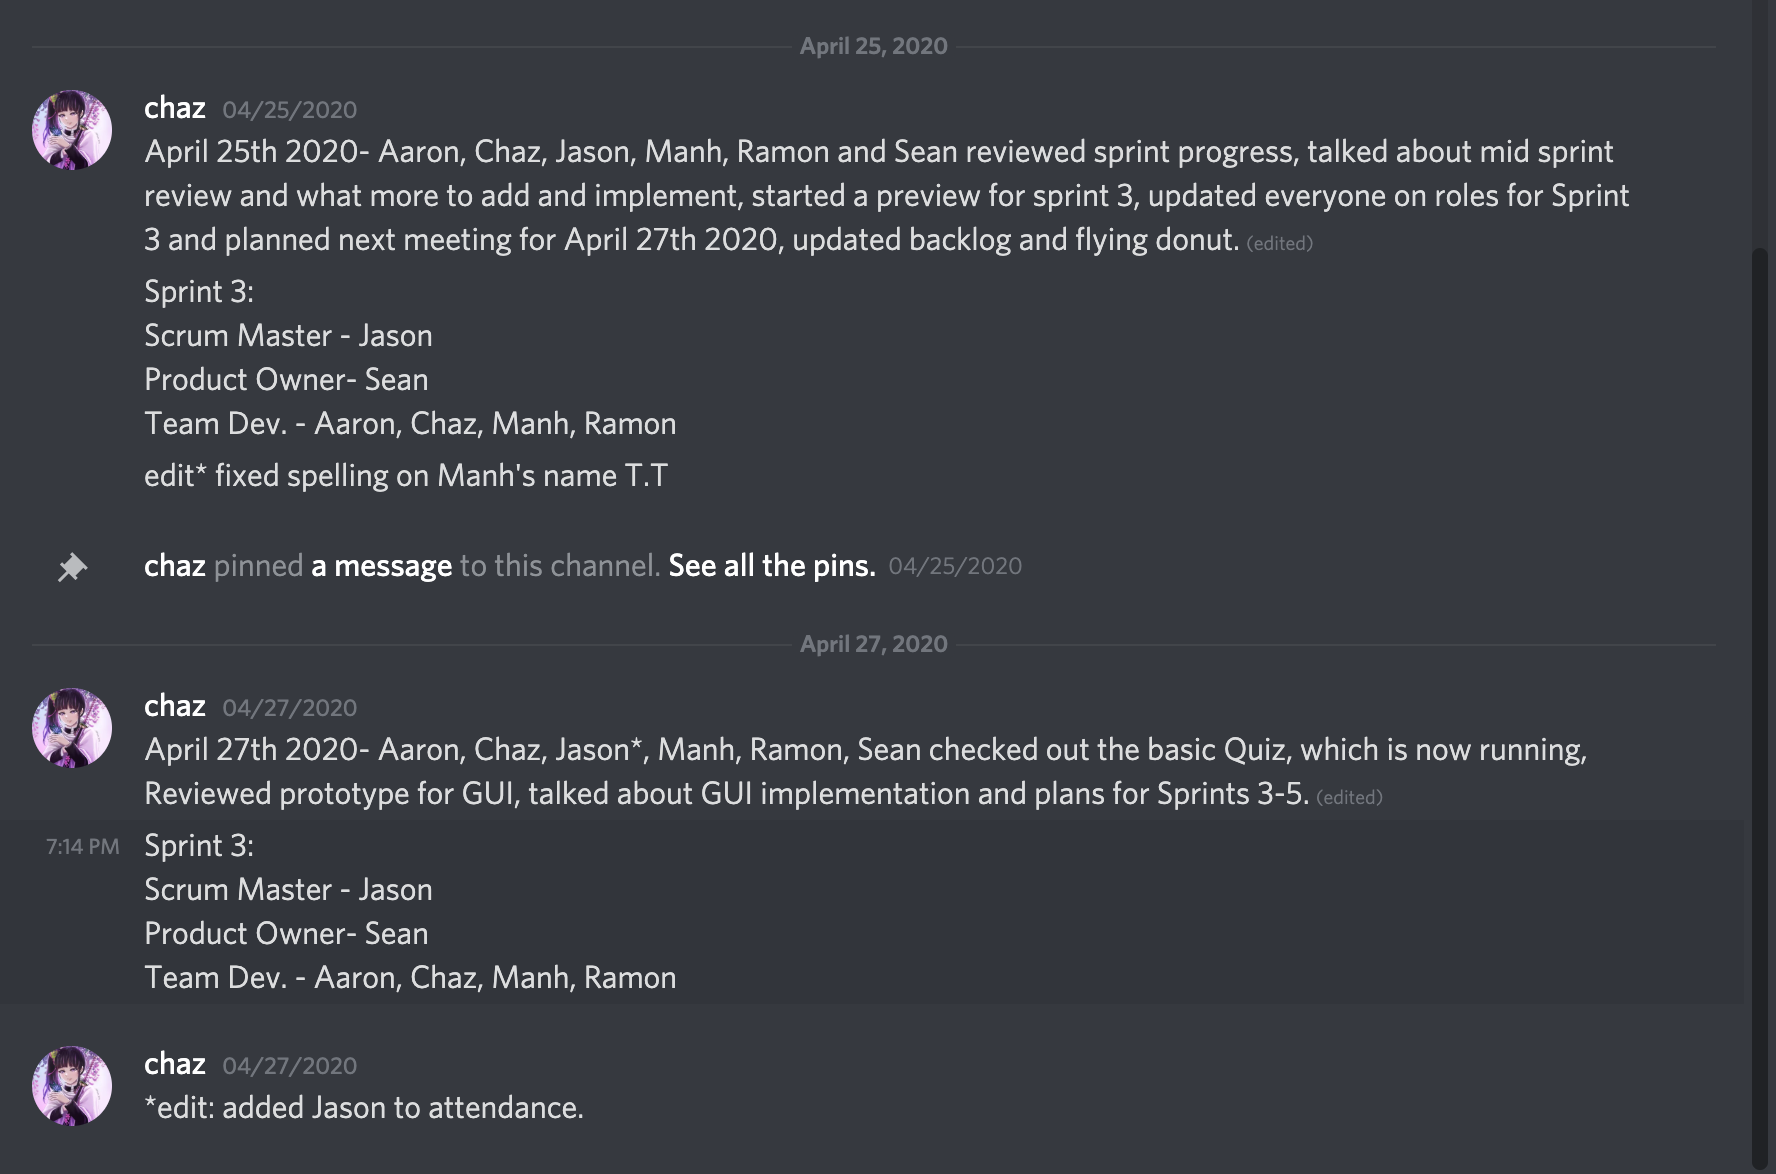 April 25, 2020
chaz 04/25/2020
April 25th 2020- Aaron, Chaz, Jason, Manh, Ramon and Sean reviewed sprint progress, talked about mid sprint
review and what more to add and implement, started a preview for sprint 3, updated everyone on roles for Sprint
3 and planned next meeting for April 27th 2020, updated backlog and flying donut. (edited)
Sprint 3:
Scrum Master - Jason
Product Owner- Sean
Team Dev. - Aaron, Chaz, Manh, Ramon
edit* fixed spelling on Manh's name T.T
chaz pinned a message to this channel. See all the pins. 04/25/2020
April 27, 2020
chaz 04/27/2020
April 27th 2020- Aaron, Chaz, Jason*, Manh, Ramon, Sean checked out the basic Quiz, which is now running,
Reviewed prototype for GUI, talked about GUI implementation and plans for Sprints 3-5. (edited)
7:14 PM Sprint 3:
Scrum Master - Jason
Product Owner- Sean
Team Dev. - Aaron, Chaz, Manh, Ramon
chaz 04/27/2020
*edit: added Jason to attendance.